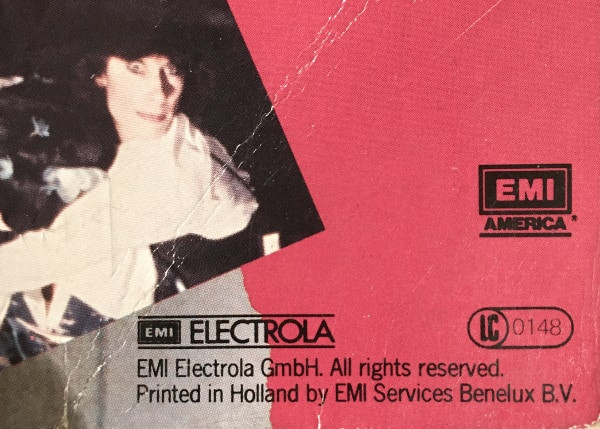 EMI
AMERICA*
EMI ELECTROLA
LC 0148
EMI Electrola GmbH. All rights reserved.
Printed in Holland by EMI Services Benelux B.V.